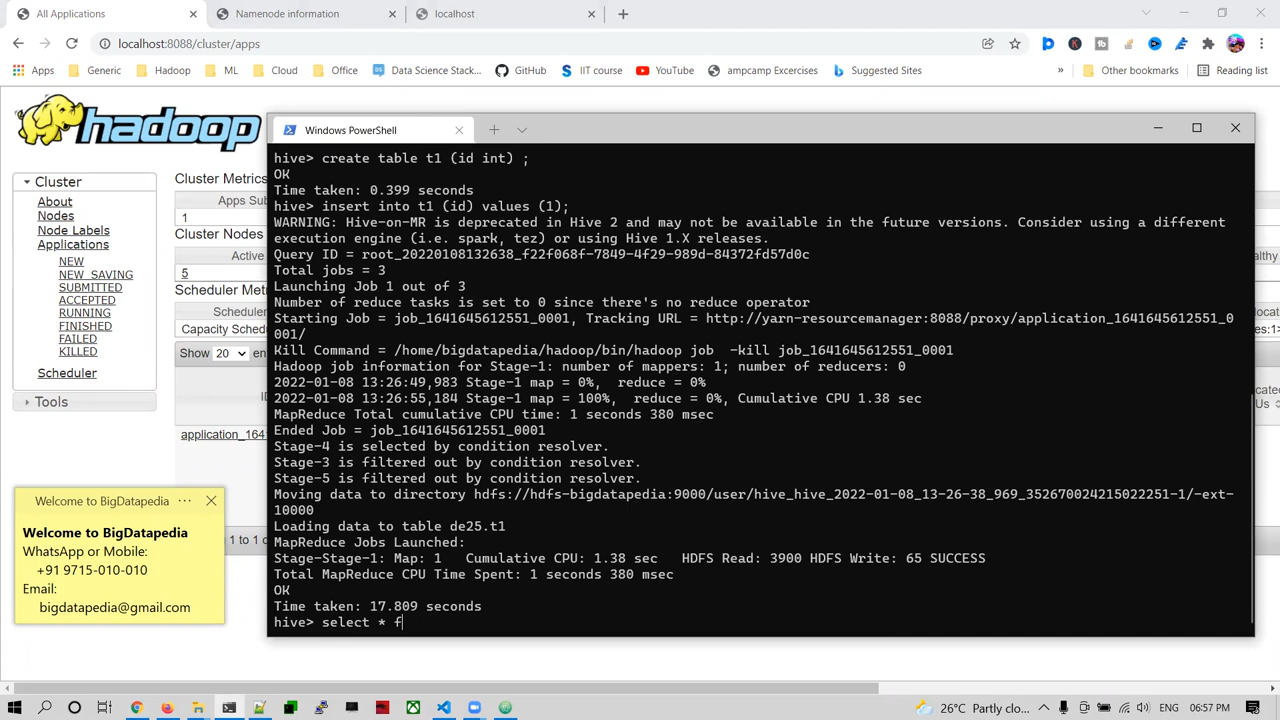 All Applications
Namenode information
localhost
localhost:8088/cluster/apps
Apps
Generic
Hadoop
ML
Cloud
Office
Data Science Stack...
GitHub
IIT course
YouTube
ampcamp Excercises
Suggested Sites
»
Other bookmarks
Reading list
hadoop
Cluster
About
Nodes
Node Labels
Applications
NEW
NEW_SAVING
SUBMITTED
ACCEPTED
RUNNING
FINISHED
FAILED
KILLED
Scheduler
Tools
Cluster Metrics
Apps Sub
1
Cluster Nodes
Active
5
Scheduler Met
Scheduler
Capacity Sched
Show 20 en
ID
application_1641
1 to 1 o
Windows PowerShell
hive> create table t1 (id int) ;
OK
Time taken: 0.399 seconds
hive> insert into t1 (id) values (1);
WARNING: Hive-on-MR is deprecated in Hive 2 and may not be available in the future versions. Consider using a different
execution engine (i.e. spark, tez) or using Hive 1.X releases.
Query ID = root_20220108132638_f22f068f-7849-4f29-989d-84372fd57d0c
Total jobs = 3
Launching Job 1 out of 3
Number of reduce tasks is set to 0 since there's no reduce operator
Starting Job = job_1641645612551_0001, Tracking URL = http://yarn-resourcemanager:8088/proxy/application_1641645612551_0
001/
Kill Command = /home/bigdatapedia/hadoop/bin/hadoop job  -kill job_1641645612551_0001
Hadoop job information for Stage-1: number of mappers: 1; number of reducers: 0
2022-01-08 13:26:49,983 Stage-1 map = 0%,  reduce = 0%
2022-01-08 13:26:55,184 Stage-1 map = 100%,  reduce = 0%, Cumulative CPU 1.38 sec
MapReduce Total cumulative CPU time: 1 seconds 380 msec
Ended Job = job_1641645612551_0001
Stage-4 is selected by condition resolver.
Stage-3 is filtered out by condition resolver.
Stage-5 is filtered out by condition resolver.
Moving data to directory hdfs://hdfs-bigdatapedia:9000/user/hive_hive_2022-01-08_13-26-38_969_352670024215022251-1/-ext-
10000
Loading data to table de25.t1
MapReduce Jobs Launched:
Stage-Stage-1: Map: 1   Cumulative CPU: 1.38 sec   HDFS Read: 3900 HDFS Write: 65 SUCCESS
Total MapReduce CPU Time Spent: 1 seconds 380 msec
OK
Time taken: 17.809 seconds
hive> select * f
althy
ocat
es:1>
cate
Us
Welcome to BigDatapedia
Welcome to BigDatapedia
WhatsApp or Mobile:
+91 9715-010-010
Email:
bigdatapedia@gmail.com
26°C Partly clo...
ENG
06:57 PM